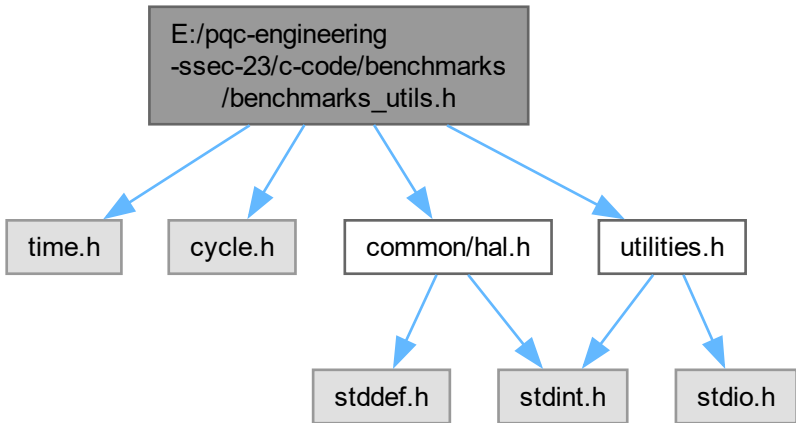 E:/pqc-engineering
-ssec-23/c-code/benchmarks
/benchmarks_utils.h
time.h
cycle.h
common/hal.h
utilities.h
stddef.h
stdint.h
stdio.h